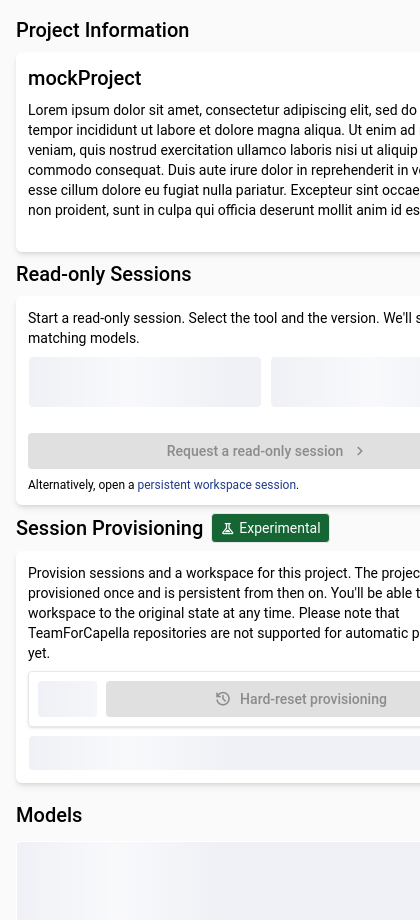 Project Information
mockProject
Lorem ipsum dolor sit amet, consectetur adipiscing elit, sed do
tempor incididunt ut labore et dolore magna aliqua. Ut enim ad
veniam, quis nostrud exercitation ullamco laboris nisi ut aliquip
commodo consequat. Duis aute irure dolor in reprehenderit in
esse cillum dolore eu fugiat nulla pariatur. Excepteur sint
non proident, sunt in culpa qui officia deserunt mollit anim id
Read-only Sessions
Start a read-only session. Select the tool and the version. We'll
matching models.
Request a read-only session
Alternatively, open a persistent workspace session.
Session Provisioning Experimental
Provision sessions and a workspace for this project. The
provisioned once and is persistent from then on. You'll be able
workspace to the original state at any time. Please note that
TeamForCapella repositories are not supported for automatic
yet.
Hard-reset provisioning
Models